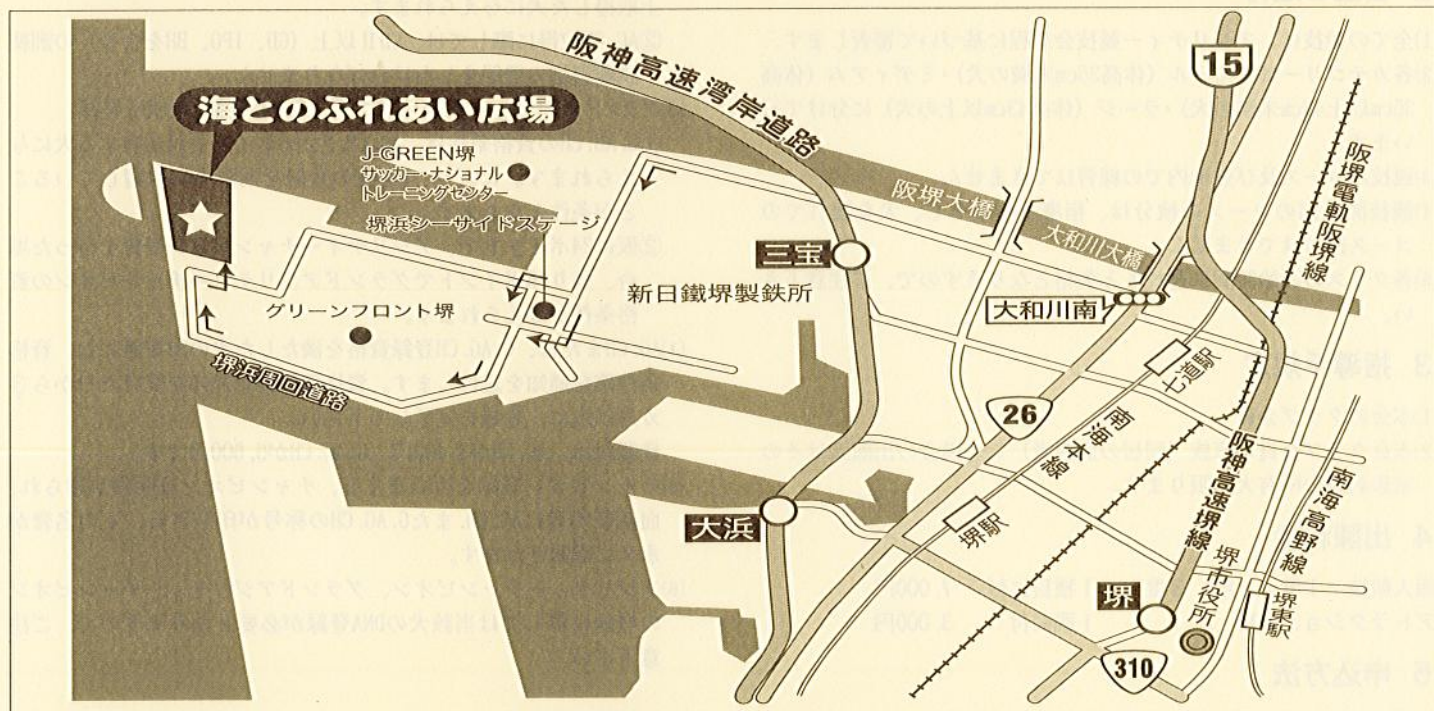 阪神高速湾岸道路
15
海とのふれあい広場
J-GREEN堺
サッカー・ナショナル
トレーニングセンター
堺浜シーサイドステージ
阪堺大橋
大和川大橋
阪堺電軌阪堺線
三宝
新日鐵堺製鉄所
大和川南
グリーンフロント堺
堺浜周回道路
七道駅
26
南海本線
阪神高速堺線
南海高野線
大浜
堺駅
堺市役所
堺東駅
堺
310